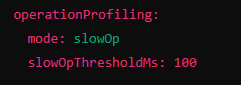 operationProfiling:
  mode: slowOp
  slowOpThresholdMs: 100